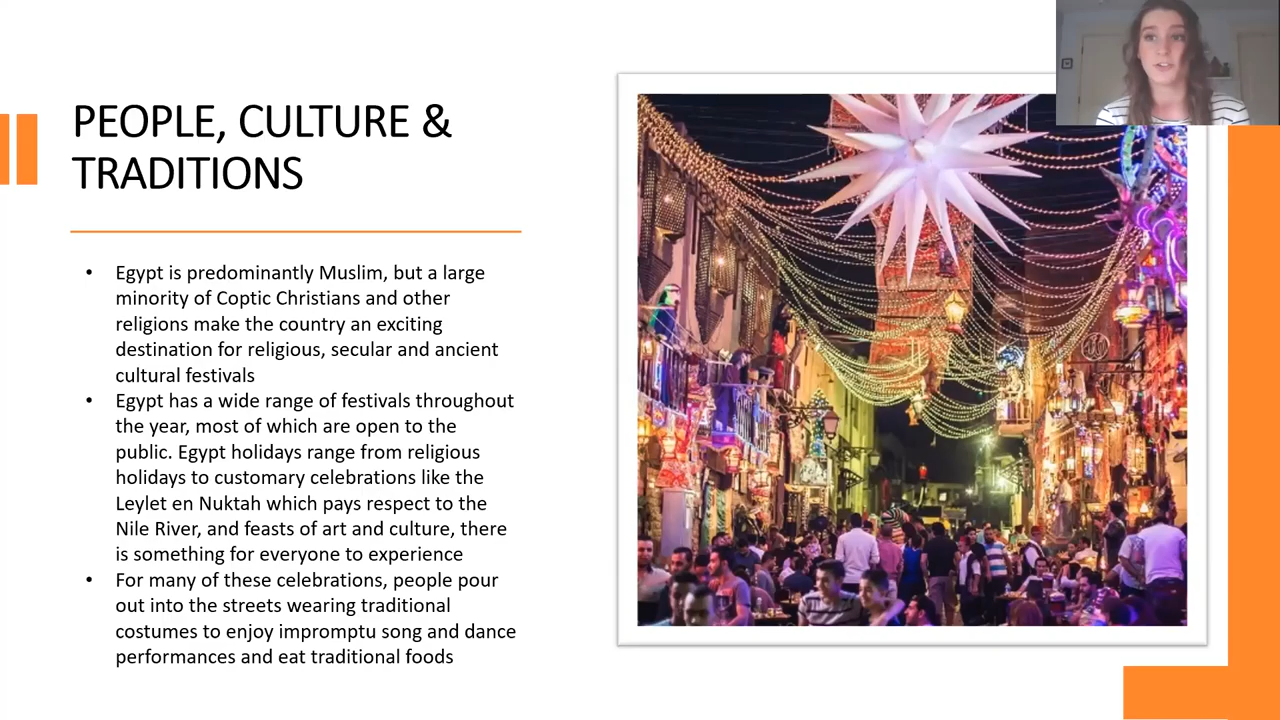 PEOPLE, CULTURE &
TRADITIONS
• Egypt is predominantly Muslim, but a large
minority of Coptic Christians and other
religions make the country an exciting
destination for religious, secular and ancient
cultural festivals
• Egypt has a wide range of festivals throughout
the year, most of which are open to the
public. Egypt holidays range from religious
holidays to customary celebrations like the
Leylet en Nuktah which pays respect to the
Nile River, and feasts of art and culture, there
is something for everyone to experience
• For many of these celebrations, people pour
out into the streets wearing traditional
costumes to enjoy impromptu song and dance
performances and eat traditional foods